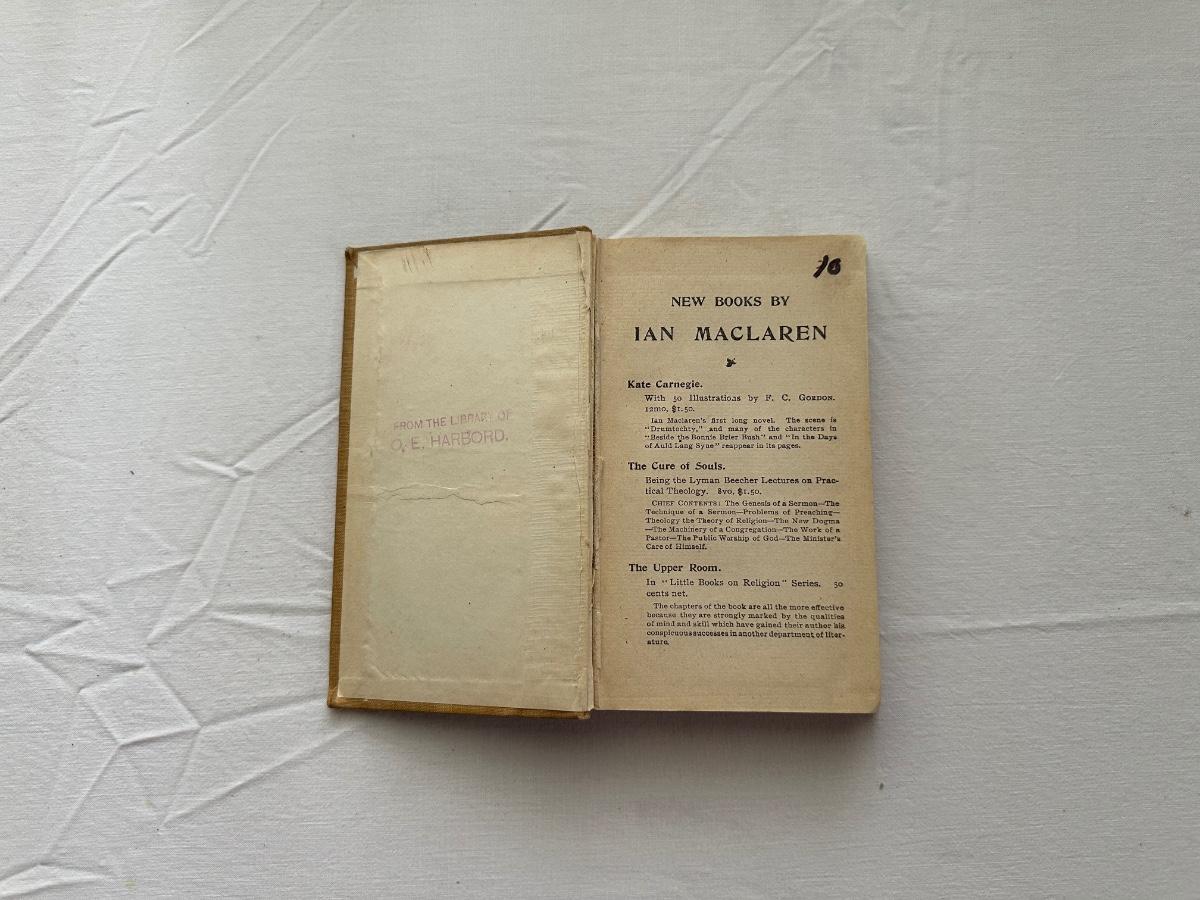 FROM THE LIBRARY OF
O. E. HARBORD.
10
NEW BOOKS BY
IAN MACLAREN
Kate Carnegie.
With 50 Illustrations by F. C. GORDON.
12mo, $1.50.
Ian Maclaren's first long novel. The scene is
"Drumtochty," and many of the characters in
"Beside the Bonnie Brier Bush" and "In the Days
of Auld Lang Syne" reappear in its pages.
The Cure of Souls.
Being the Lyman Beecher Lectures on Prac-
tical Theology. 8vo, $1.50.
CHIEF CONTENTS: The Genesis of a Sermon—The
Technique of a Sermon—Problems of Preaching—
Theology the Theory of Religion—The New Dogma
—The Machinery of a Congregation—The Work of a
Pastor—The Public Worship of God—The Minister's
Care of Himself.
The Upper Room.
In "Little Books on Religion" Series. 50
cents net.
The chapters of the book are all the more effective
because they are strongly marked by the qualities
of mind and skill which have gained their author his
conspicuous successes in another department of liter-
ature.